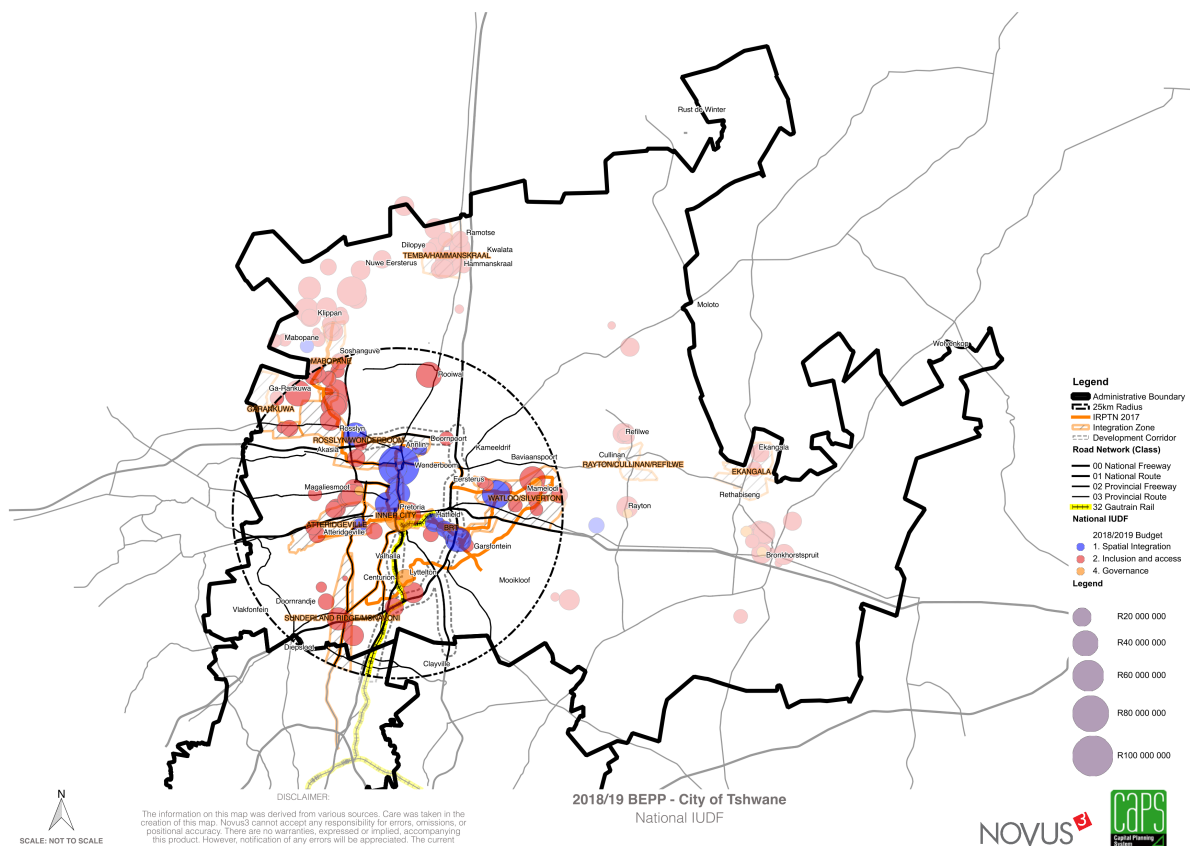 Rust de Winter
Ramotse
Dilopye
Kwalata
TEMBA/HAMMANSKRAAL
Nuwe Eersterus
Hammanskraal
Moloto
Klippan
Mabopane
Wolvenkop
Soshanguve
MABOPANE
Rooiwal
Ga-Rankuwa
GARANKUWA
Rosslyn
Refilwe
ROSSLYN/WONDERBOOM
Annlin
Doornpoort
Akasia
Kameeldrif
Ekangala
Cullinan
Baviaanspoort
Wonderboom
RAYTON/CULLINAN/REFILWE
EKANGALA
Eersterus
Magaliesmoot
Mamelodi
Rethabiseng
WATLOO/SILVERTON
Pretoria
Rayton
INNER CITY
Hatfield
ATTERIDGEVILLE
BRT
Atteridgeville
Garsfontein
Valhalla
Bronkhorstspruit
Lyttelton
Centurion
Mooikloof
Doornrandje
Vlakfontein
SUNDERLAND RIDGE/MONAVONI
Diepsloot
Clayville
Legend
Administrative Boundary
25km Radius
IRPTN 2017
Integration Zone
Development Corridor
Road Network (Class)
00 National Freeway
01 National Route
02 Provincial Freeway
03 Provincial Route
32 Gautrain Rail
National IUDF
2018/2019 Budget
1. Spatial Integration
2. Inclusion and access
4. Governance
Legend
R20 000 000
R40 000 000
R60 000 000
R80 000 000
R100 000 000
N
SCALE: NOT TO SCALE
DISCLAIMER:
The information on this map was derived from various sources. Care was taken in the
creation of this map. Novus3 cannot accept any responsibility for errors, omissions, or
positional accuracy. There are no warranties, expressed or implied, accompanying
this product. However, notification of any errors will be appreciated. The current
2018/19 BEPP - City of Tshwane
National IUDF
NOVUS3
CAPS
Capital Planning
System